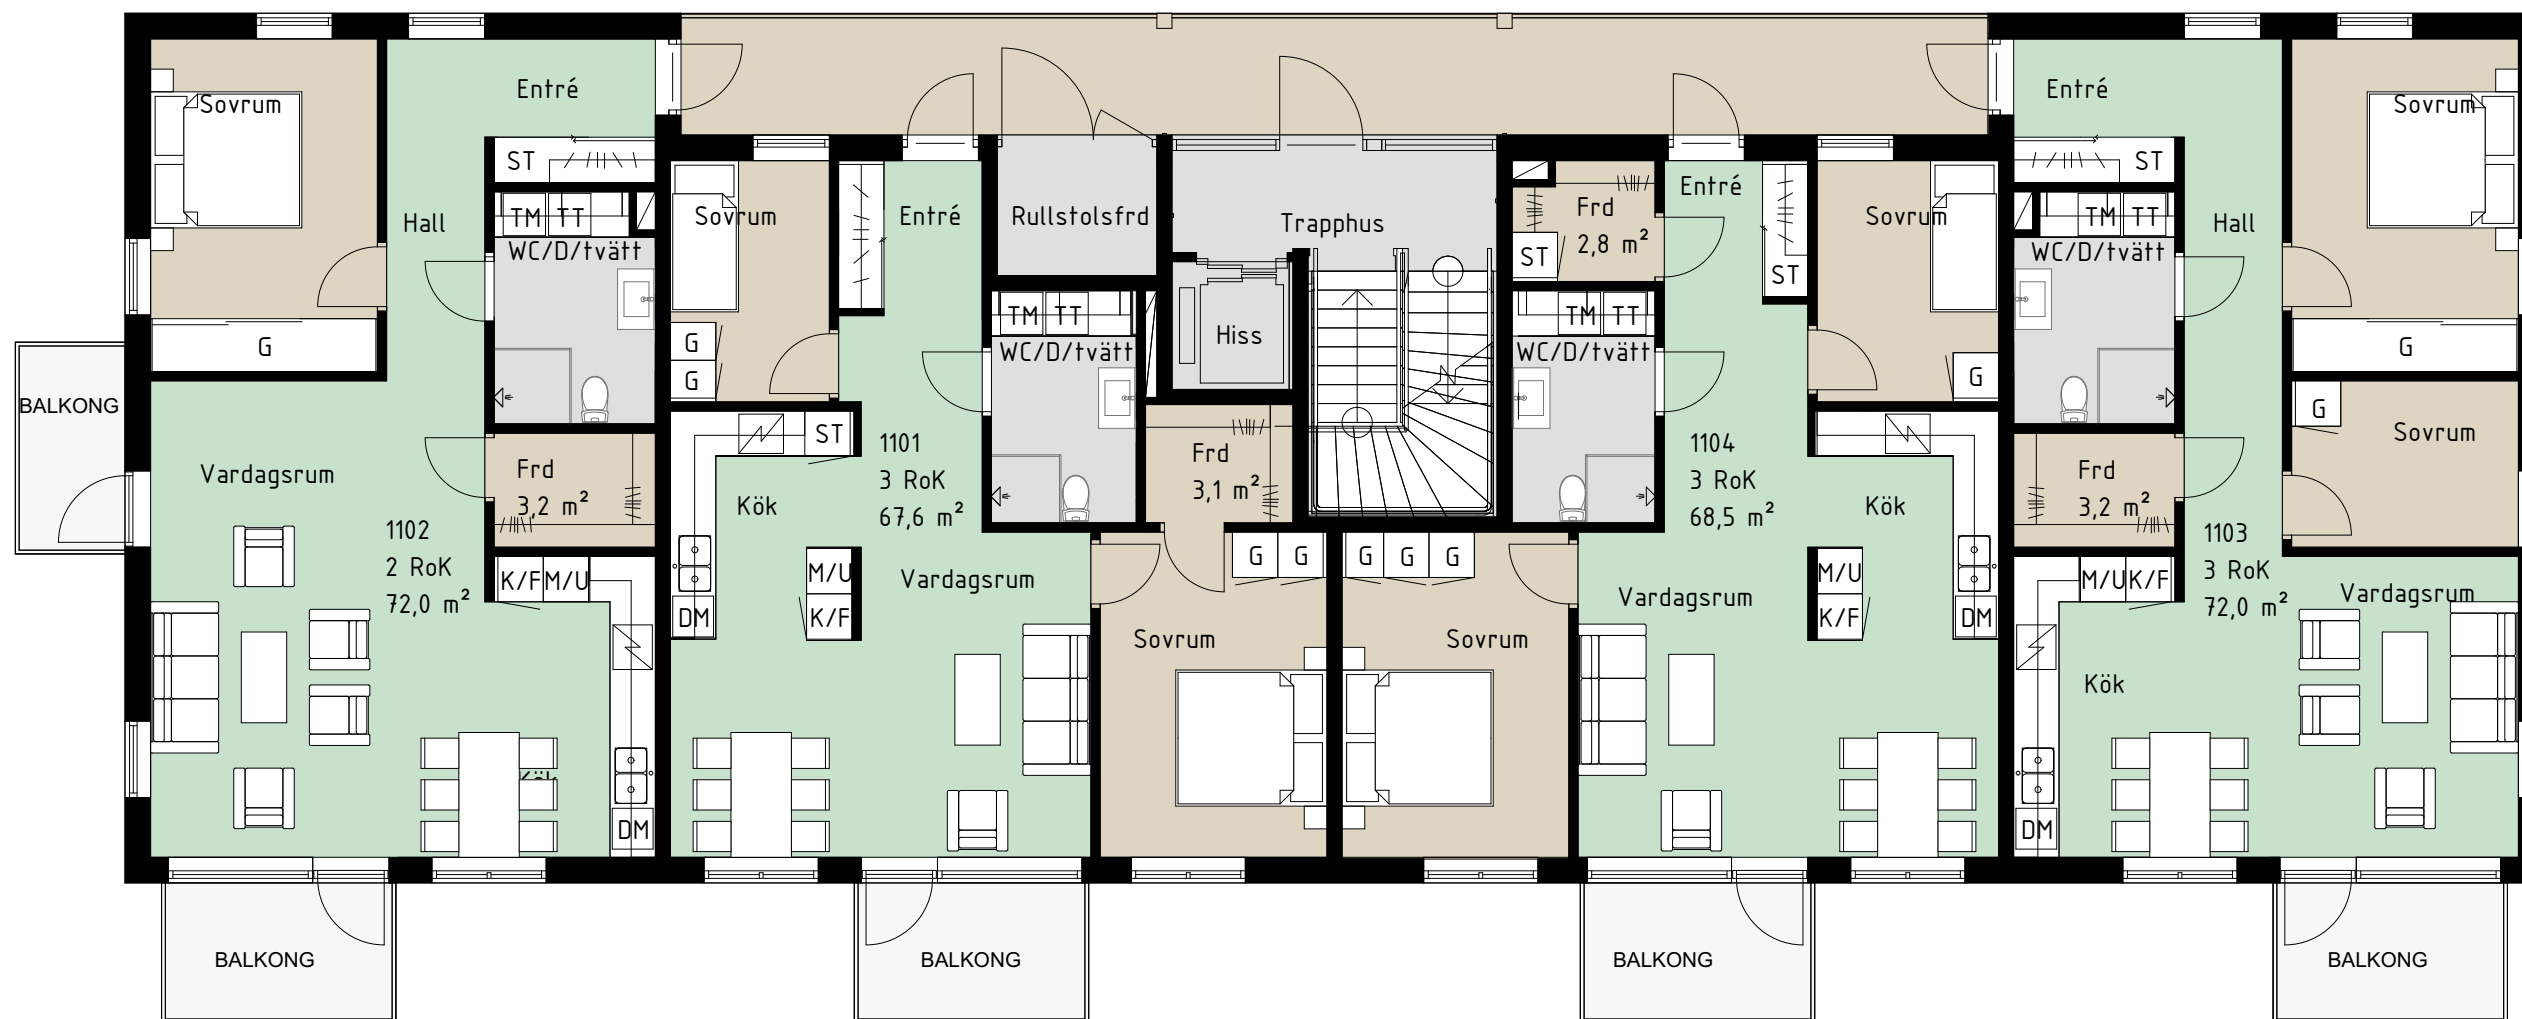 Entré
Entré
Sovrum
Sovrum
ST
ST
Entré
Frd
2,8 m²
Hall
TM TT
WC/D/tvätt
Sovrum
Entré
Rullstolsfrd
Trapphus
ST
ST
Sovrum
TM TT
WC/D/tvätt
Hall
G
G
G
TM TT
WC/D/tvätt
Hiss
TM TT
WC/D/tvätt
G
G
BALKONG
G
Sovrum
Vardagsrum
Frd
3,2 m²
ST
Kök
1101
3 RoK
67,6 m²
Frd
3,1 m²
1104
3 RoK
68,5 m²
Kök
Frd
3,2 m²
1102
2 RoK
72,0 m²
K/F M/U
DM
M/U
K/F
Vardagsrum
G G
G G G
Vardagsrum
M/U
K/F
DM
M/U K/F
1103
3 RoK
72,0 m²
Vardagsrum
Sovrum
Sovrum
Kök
Kök
DM
DM
BALKONG
BALKONG
BALKONG
BALKONG